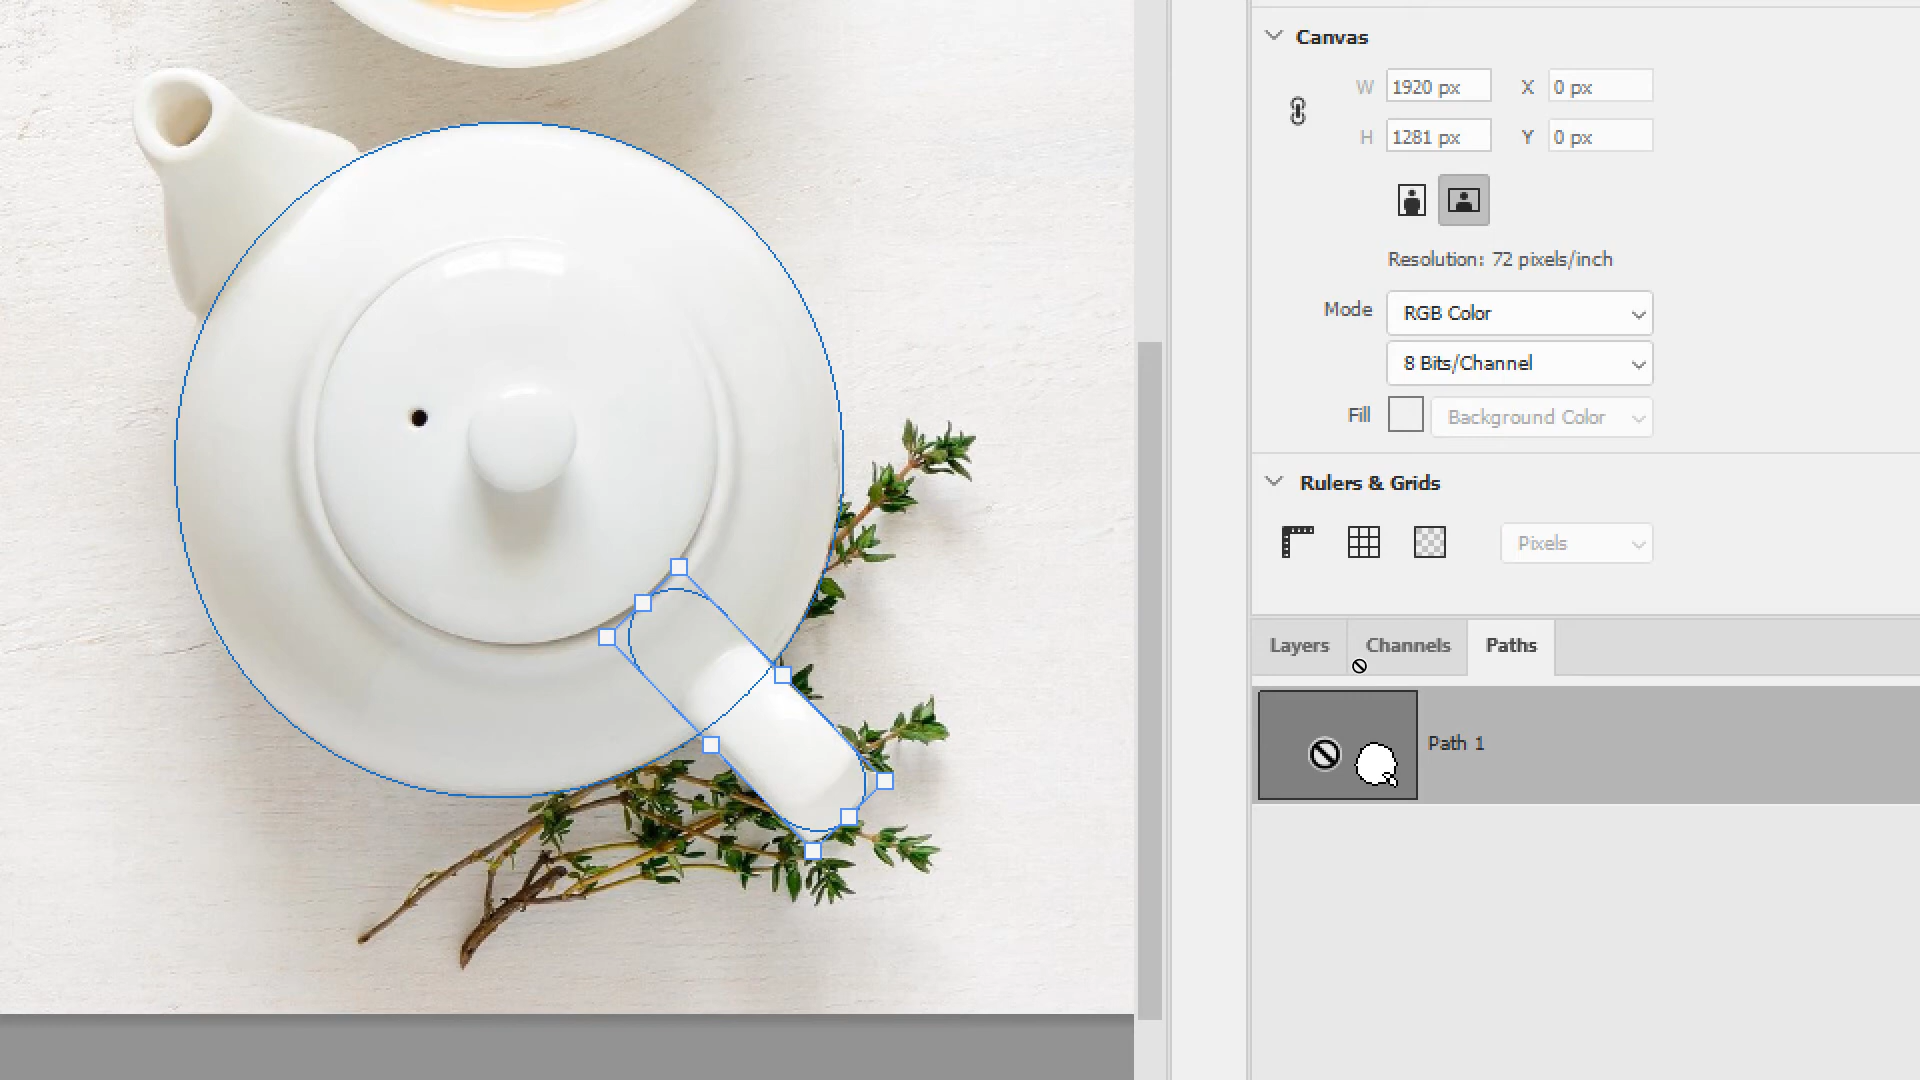 Canvas
W 1920 px X 0 px
H 1281 px Y 0 px
Resolution: 72 pixels/inch
Mode RGB Color
8 Bits/Channel
Fill Background Color
Rulers & Grids
Pixels
Layers Channels Paths
Path 1